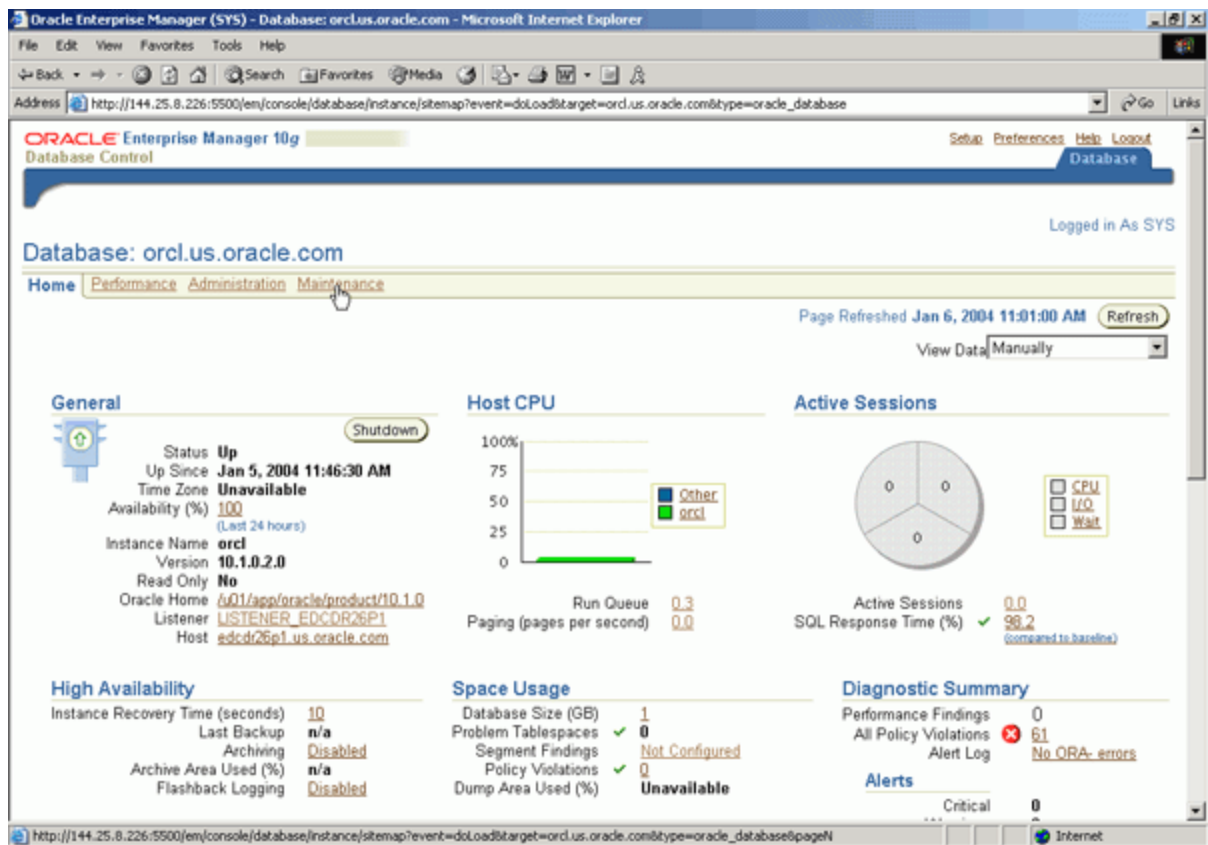 Oracle Enterprise Manager (SYS) - Database: orcl.us.oracle.com - Microsoft Internet Explorer
File Edit View Favorites Tools Help
Back Search Favorites Media
Address http://144.25.8.226:5500/em/console/database/instance/sitemap?event=doLoad&target=orcl.us.oracle.com&type=oracle_database Go Links
ORACLE Enterprise Manager 10g
Database Control
Setup Preferences Help Logout
Database
Logged in As SYS
Database: orcl.us.oracle.com
Home Performance Administration Maintenance
Page Refreshed Jan 6, 2004 11:01:00 AM Refresh
View Data Manually
General
Shutdown
Status Up
Up Since Jan 5, 2004 11:46:30 AM
Time Zone Unavailable
Availability (%) 100
(Last 24 hours)
Instance Name orcl
Version 10.1.0.2.0
Read Only No
Oracle Home /u01/app/oracle/product/10.1.0
Listener LISTENER_EDCDR26P1
Host edcdr26p1.us.oracle.com
Host CPU
100%
75
50
25
0
Other
orcl
Run Queue 0.3
Paging (pages per second) 0.0
Active Sessions
0 0
0
CPU
I/O
Wait
Active Sessions 0.0
SQL Response Time (%) 98.2
(compared to baseline)
High Availability
Instance Recovery Time (seconds) 10
Last Backup n/a
Archiving Disabled
Archive Area Used (%) n/a
Flashback Logging Disabled
Space Usage
Database Size (GB) 1
Problem Tablespaces 0
Segment Findings Not Configured
Policy Violations 0
Dump Area Used (%) Unavailable
Diagnostic Summary
Performance Findings 0
All Policy Violations 61
Alert Log No ORA- errors
Alerts
Critical 0
http://144.25.8.226:5500/em/console/database/instance/sitemap?event=doLoad&target=orcl.us.oracle.com&type=oracle_database&pageN
Internet